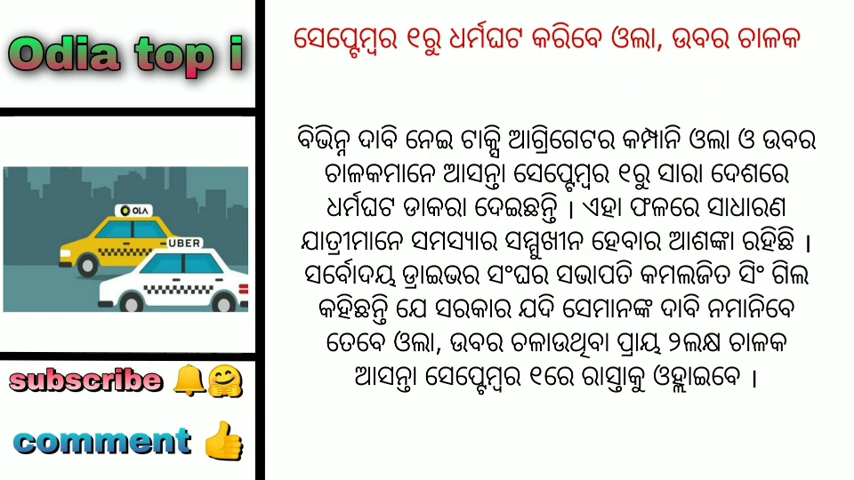 Odia top i
ସେପ୍ଟେମ୍ବର ୧ରୁ ଧର୍ମଘଟ କରିବେ ଓଲା, ଉବର ଚାଳକ
ବିଭିନ୍ନ ଦାବି ନେଇ ଟାକ୍ସି ଆଗ୍ରିଗେଟର କମ୍ପାନି ଓଲା ଓ ଉବର
ଚାଳକମାନେ ଆସନ୍ତା ସେପ୍ଟେମ୍ବର ୧ରୁ ସାରା ଦେଶରେ
ଧର୍ମଘଟ ଡାକରା ଦେଇଛନ୍ତି । ଏହା ଫଳରେ ସାଧାରଣ
ଯାତ୍ରୀମାନେ ସମସ୍ୟାର ସମ୍ମୁଖୀନ ହେବାର ଆଶଙ୍କା ରହିଛି ।
ସର୍ବୋଦୟ ଡ୍ରାଇଭର ସଂଘର ସଭାପତି କମଲଜିତ ସିଂ ଗିଲ
କହିଛନ୍ତି ଯେ ସରକାର ଯଦି ସେମାନଙ୍କ ଦାବି ନମାନିବେ
ତେବେ ଓଲା, ଉବର ଚଳାଉଥିବା ପ୍ରାୟ ୨ଲକ୍ଷ ଚାଳକ
ଆସନ୍ତା ସେପ୍ଟେମ୍ବର ୧ରେ ରାସ୍ତାକୁ ଓହ୍ଲାଇବେ ।
OLA
UBER
subscribe 🔔🤗
comment 👍